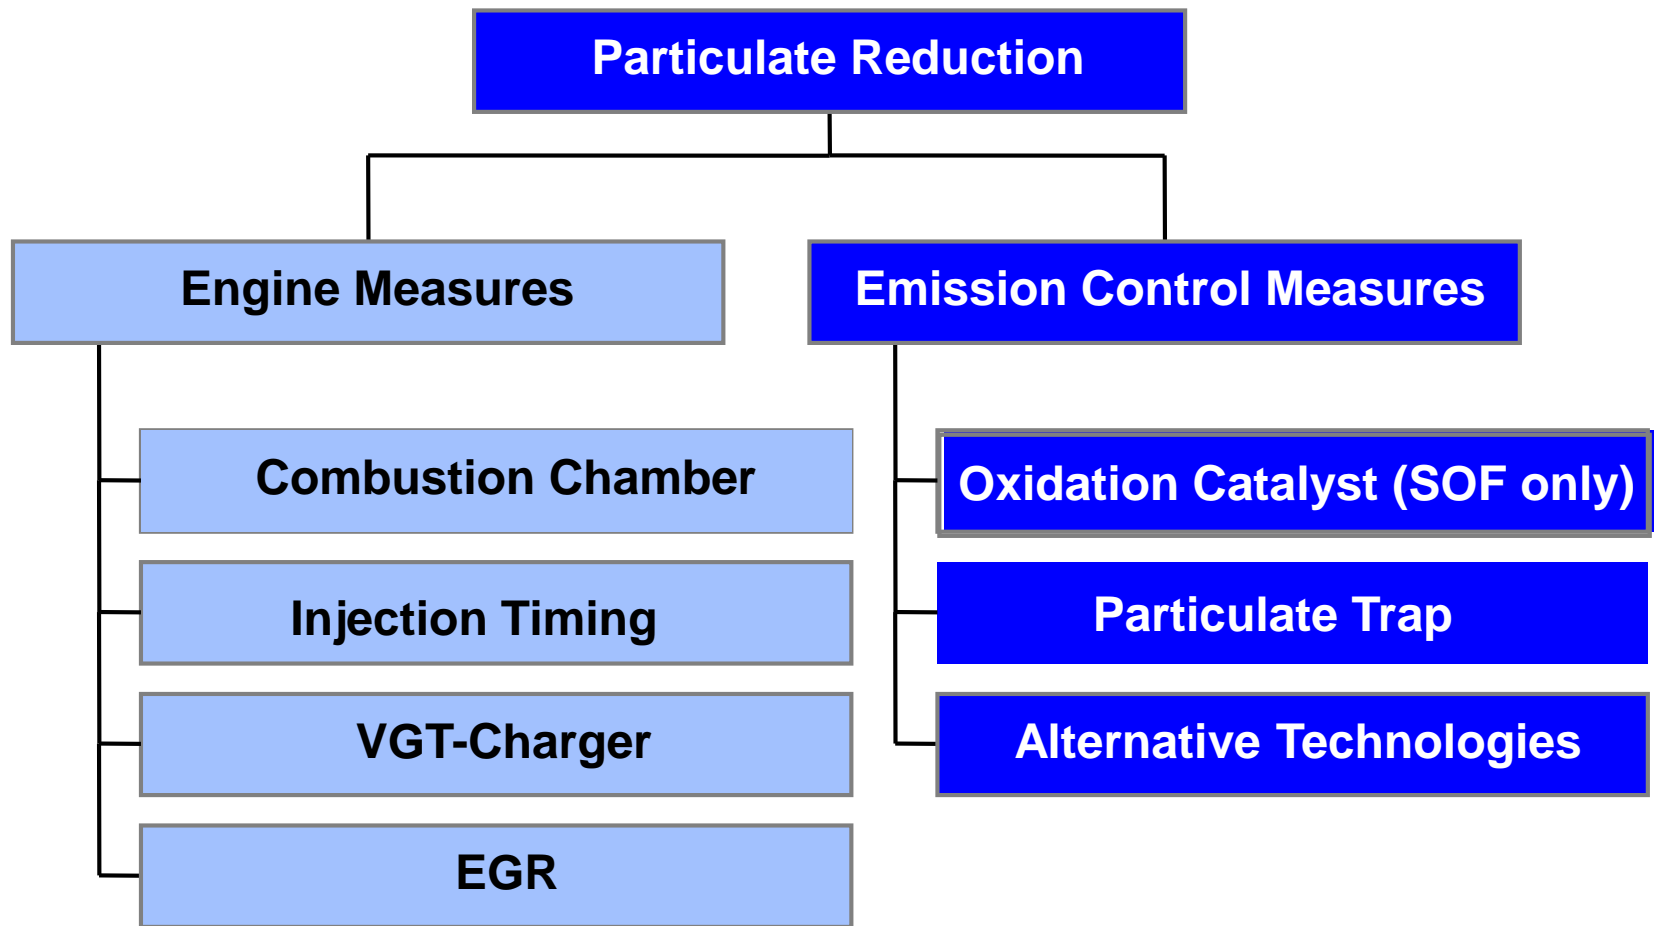 Particulate Reduction
Engine Measures
Emission Control Measures
Combustion Chamber
Oxidation Catalyst (SOF only)
Injection Timing
Particulate Trap
VGT-Charger
Alternative Technologies
EGR